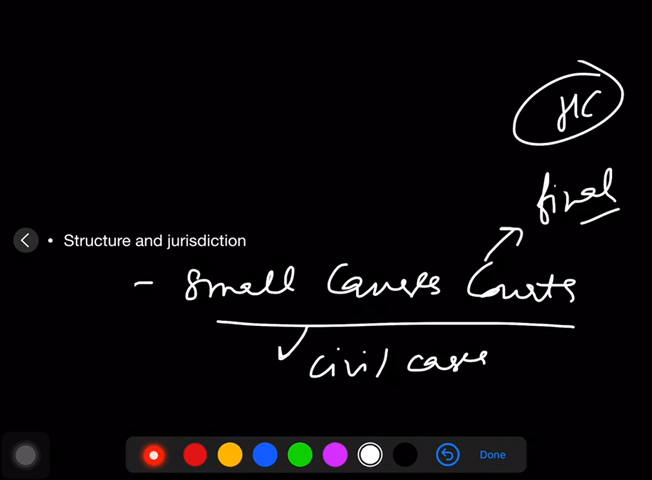 HC
final
• Structure and jurisdiction
- Small Causes Courts
civil cases
Done